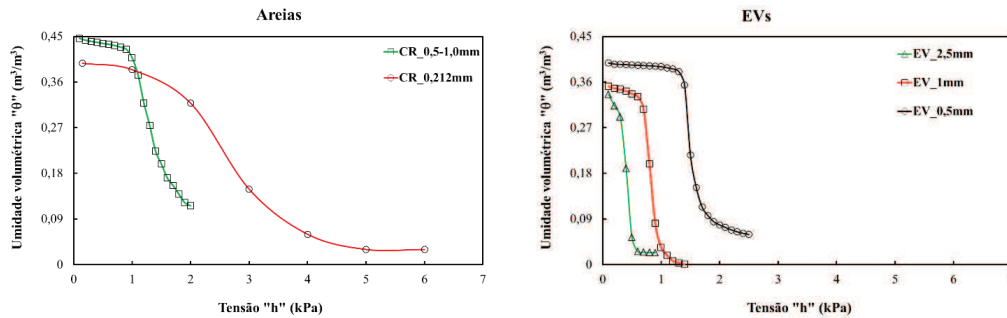 Areias
EVs
Umidade volumétrica "θ" (m³/m³)
0,45
0,36
0,27
0,18
0,09
0
0
1
2
3
4
5
6
7
Tensão "h" (kPa)
CR_0,5-1,0mm
CR_0,212mm
Umidade volumétrica "θ" (m³/m³)
0,45
0,36
0,27
0,18
0,09
0
0
1
2
3
4
5
6
Tensão "h" (kPa)
EV_2,5mm
EV_1mm
EV_0,5mm